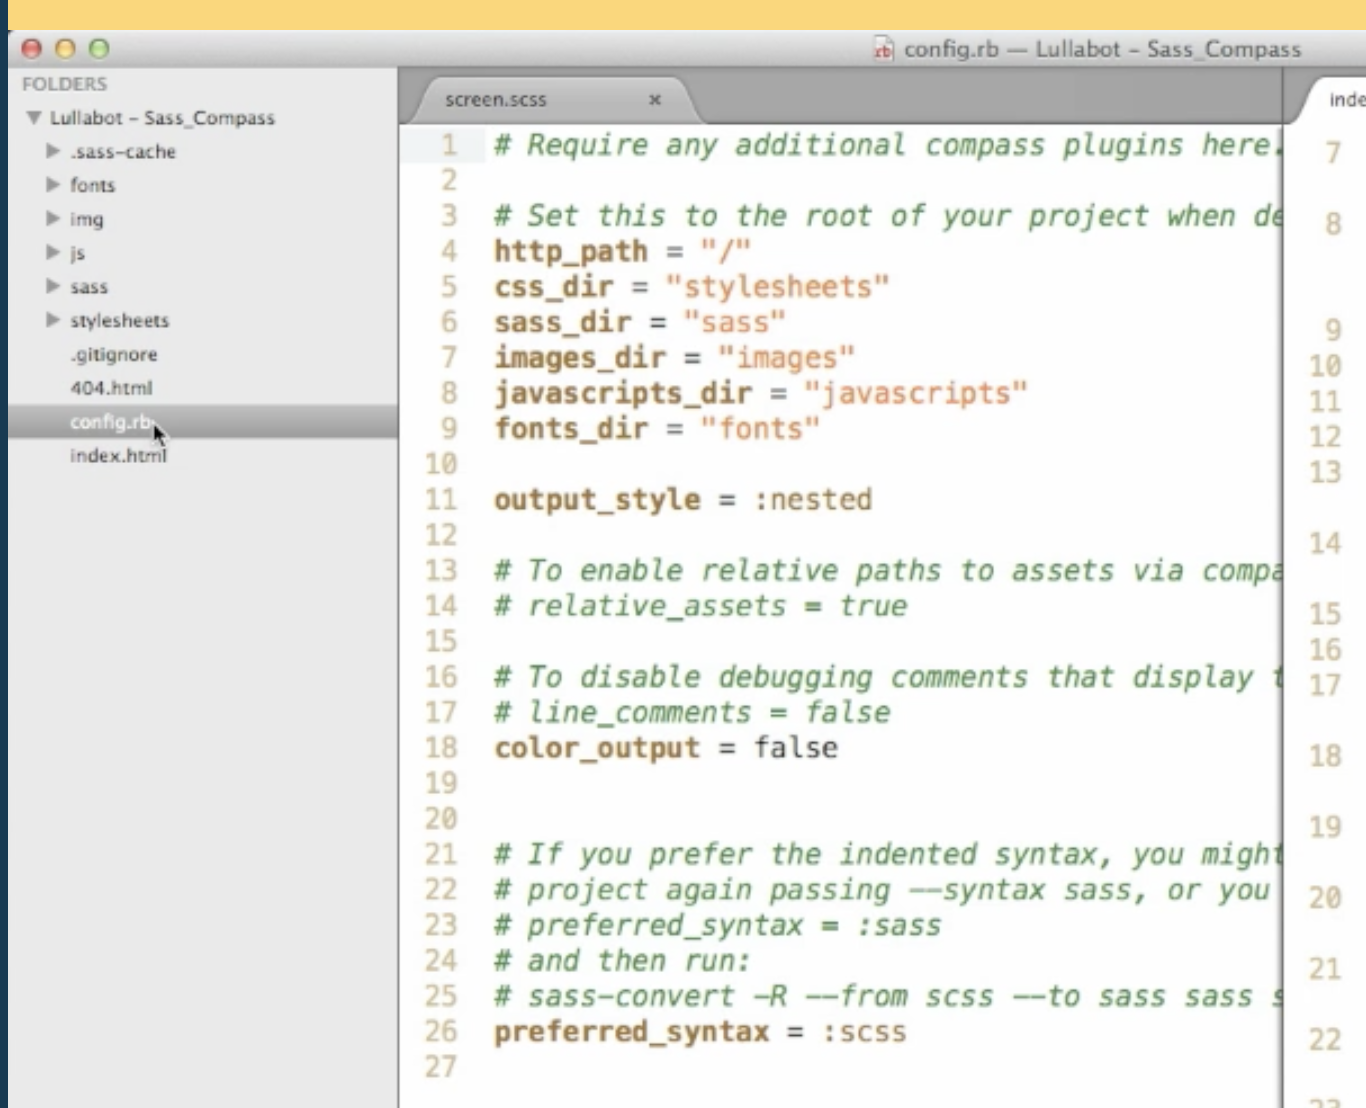 config.rb — Lullabot – Sass_Compass
FOLDERS
Lullabot – Sass_Compass
.sass-cache
fonts
img
js
sass
stylesheets
.gitignore
404.html
config.rb
index.html
screen.scss ×
1 # Require any additional compass plugins here.
2
3 # Set this to the root of your project when de
4 http_path = "/"
5 css_dir = "stylesheets"
6 sass_dir = "sass"
7 images_dir = "images"
8 javascripts_dir = "javascripts"
9 fonts_dir = "fonts"
10
11 output_style = :nested
12
13 # To enable relative paths to assets via compa
14 # relative_assets = true
15
16 # To disable debugging comments that display t
17 # line_comments = false
18 color_output = false
19
20
21 # If you prefer the indented syntax, you might
22 # project again passing --syntax sass, or you
23 # preferred_syntax = :sass
24 # and then run:
25 # sass-convert -R --from scss --to sass sass s
26 preferred_syntax = :scss
27
inde
7
8
9
10
11
12
13
14
15
16
17
18
19
20
21
22